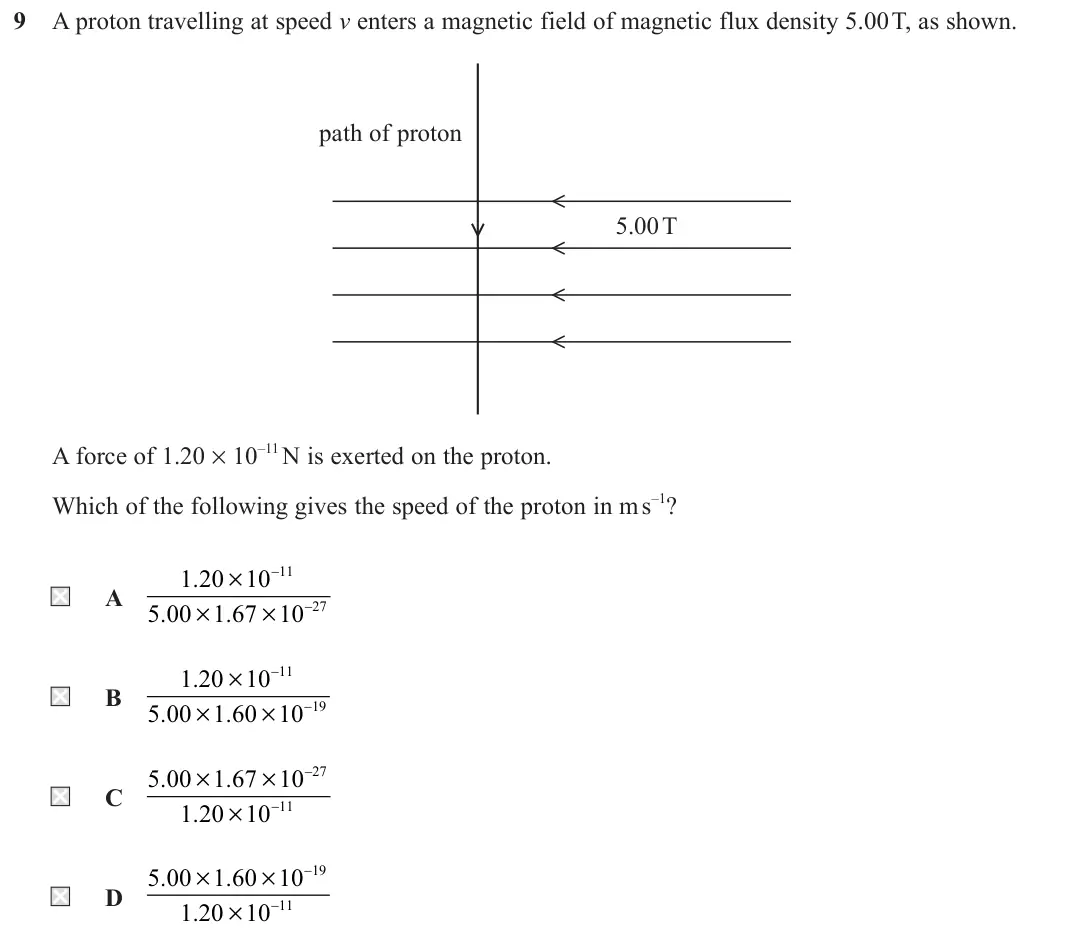 9 A proton travelling at speed v enters a magnetic field of magnetic flux density 5.00 T, as shown.
path of proton
5.00 T
A force of 1.20 × 10⁻¹¹ N is exerted on the proton.
Which of the following gives the speed of the proton in m s⁻¹?
A
1.20 × 10⁻¹¹
5.00 × 1.67 × 10⁻²⁷
B
1.20 × 10⁻¹¹
5.00 × 1.60 × 10⁻¹⁹
C
5.00 × 1.67 × 10⁻²⁷
1.20 × 10⁻¹¹
D
5.00 × 1.60 × 10⁻¹⁹
1.20 × 10⁻¹¹